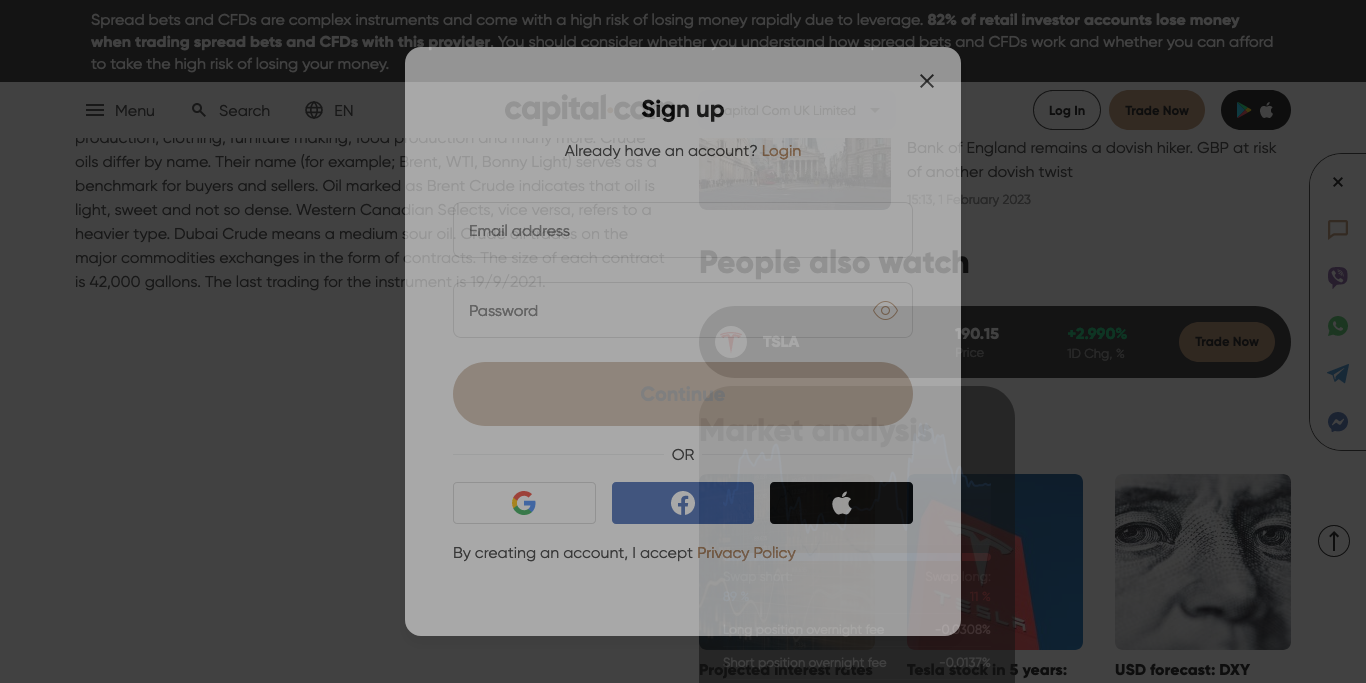 Spread bets and CFDs are complex instruments and come with a high risk of losing money rapidly due to leverage. 82% of retail investor accounts lose money
when trading spread bets and CFDs with this provider. You should consider whether you understand how spread bets and CFDs work and whether you can afford
to take the high risk of losing your money.
Menu
Search
EN
capital.com
Capital Com UK Limited
Log In
Trade Now
production, clothing, furniture making, food production and many more. Crude
oils differ by name. Their name (for example; Brent, WTI, Bonny Light) serves as a
benchmark for buyers and sellers. Oil marked as Brent Crude indicates that oil is
light, sweet and not so dense. Western Canadian Selects, vice versa, refers to a
heavier type. Dubai Crude means a medium sour oil. Crude oil trades on the
major commodities exchanges in the form of contracts. The size of each contract
is 42,000 gallons. The last trading for the instrument is 19/9/2021.
Sign up
Already have an account? Login
Email address
Password
Continue
OR
By creating an account, I accept Privacy Policy
Bank of England remains a dovish hiker. GBP at risk
of another dovish twist
15:13, 1 February 2023
People also watch
TSLA
190.15
Price
+2.990%
1D Chg, %
Trade Now
Market analysis
Swap short:
Swap long:
11 %
Long position overnight fee
-0.0308%
Short position overnight fee
-0.0137%
TESLA
Projected interest rates
Tesla stock in 5 years:
USD forecast: DXY